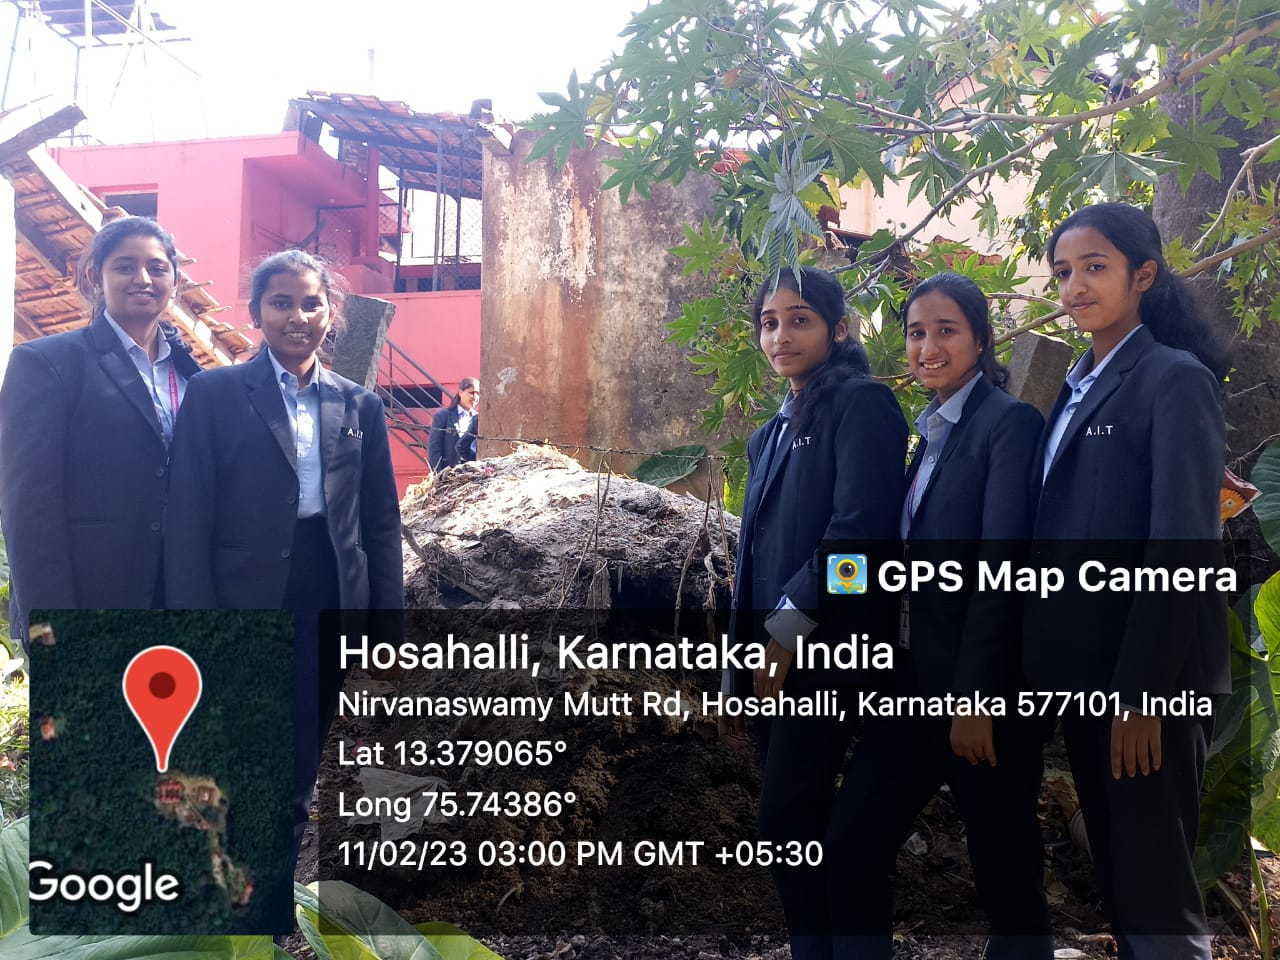 A.I.T
A.I.T
A.I.T
GPS Map Camera
Hosahalli, Karnataka, India
Nirvanaswamy Mutt Rd, Hosahalli, Karnataka 577101, India
Lat 13.379065°
Long 75.74386°
11/02/23 03:00 PM GMT +05:30
Google